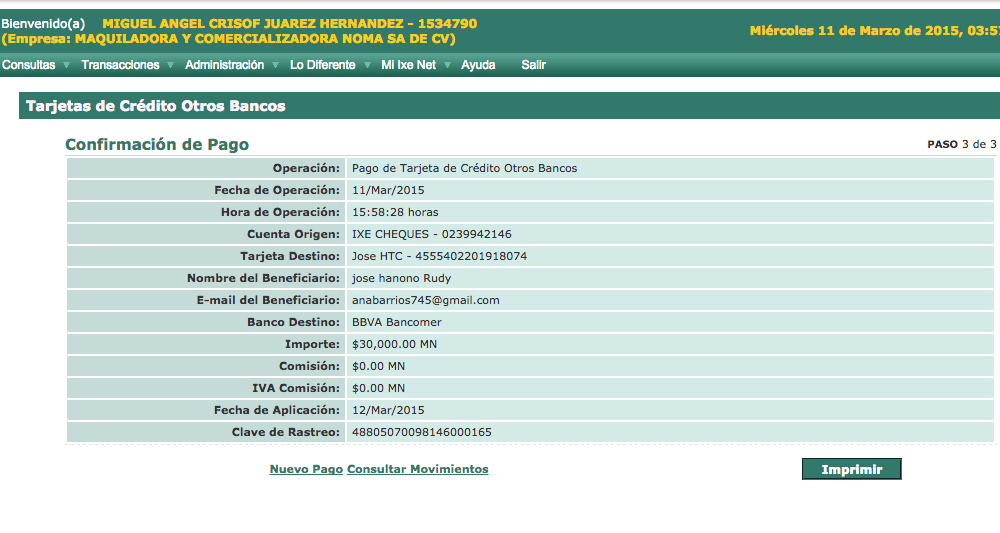 Bienvenido(a) MIGUEL ANGEL CRISOF JUAREZ HERNANDEZ - 1534790
(Empresa: MAQUILADORA Y COMERCIALIZADORA NOMA SA DE CV)
Miércoles 11 de Marzo de 2015, 03:5
Consultas Transacciones Administración Lo Diferente Mi Ixe Net Ayuda Salir
Tarjetas de Crédito Otros Bancos
Confirmación de Pago PASO 3 de 3
Operación: Pago de Tarjeta de Crédito Otros Bancos
Fecha de Operación: 11/Mar/2015
Hora de Operación: 15:58:28 horas
Cuenta Origen: IXE CHEQUES - 0239942146
Tarjeta Destino: Jose HTC - 4555402201918074
Nombre del Beneficiario: jose hanono Rudy
E-mail del Beneficiario: anabarrios745@gmail.com
Banco Destino: BBVA Bancomer
Importe: $30,000.00 MN
Comisión: $0.00 MN
IVA Comisión: $0.00 MN
Fecha de Aplicación: 12/Mar/2015
Clave de Rastreo: 48805070098146000165
Nuevo Pago Consultar Movimientos Imprimir